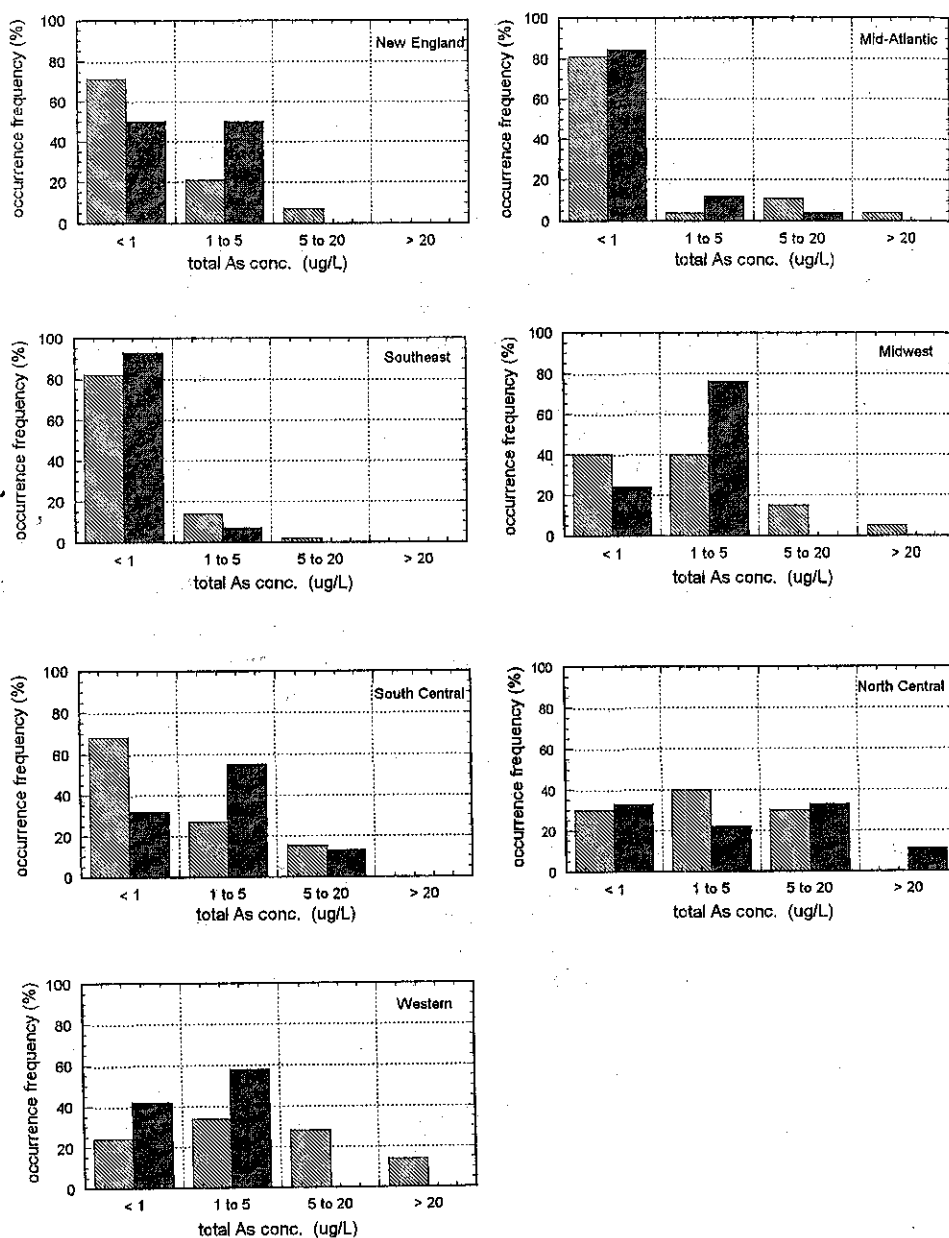 New England
occurrence frequency (%)
100
80
60
40
20
0
< 1
1 to 5
5 to 20
> 20
total As conc. (ug/L)
Mid-Atlantic
occurrence frequency (%)
100
80
60
40
20
0
< 1
1 to 5
5 to 20
> 20
total As conc. (ug/L)
Southeast
occurrence frequency (%)
100
80
60
40
20
0
< 1
1 to 5
5 to 20
> 20
total As conc. (ug/L)
Midwest
occurrence frequency (%)
100
80
60
40
20
0
< 1
1 to 5
5 to 20
> 20
total As conc. (ug/L)
South Central
occurrence frequency (%)
100
80
60
40
20
0
< 1
1 to 5
5 to 20
> 20
total As conc. (ug/L)
North Central
occurrence frequency (%)
100
80
60
40
20
0
< 1
1 to 5
5 to 20
> 20
total As conc. (ug/L)
Western
occurrence frequency (%)
100
80
60
40
20
0
< 1
1 to 5
5 to 20
> 20
total As conc. (ug/L)